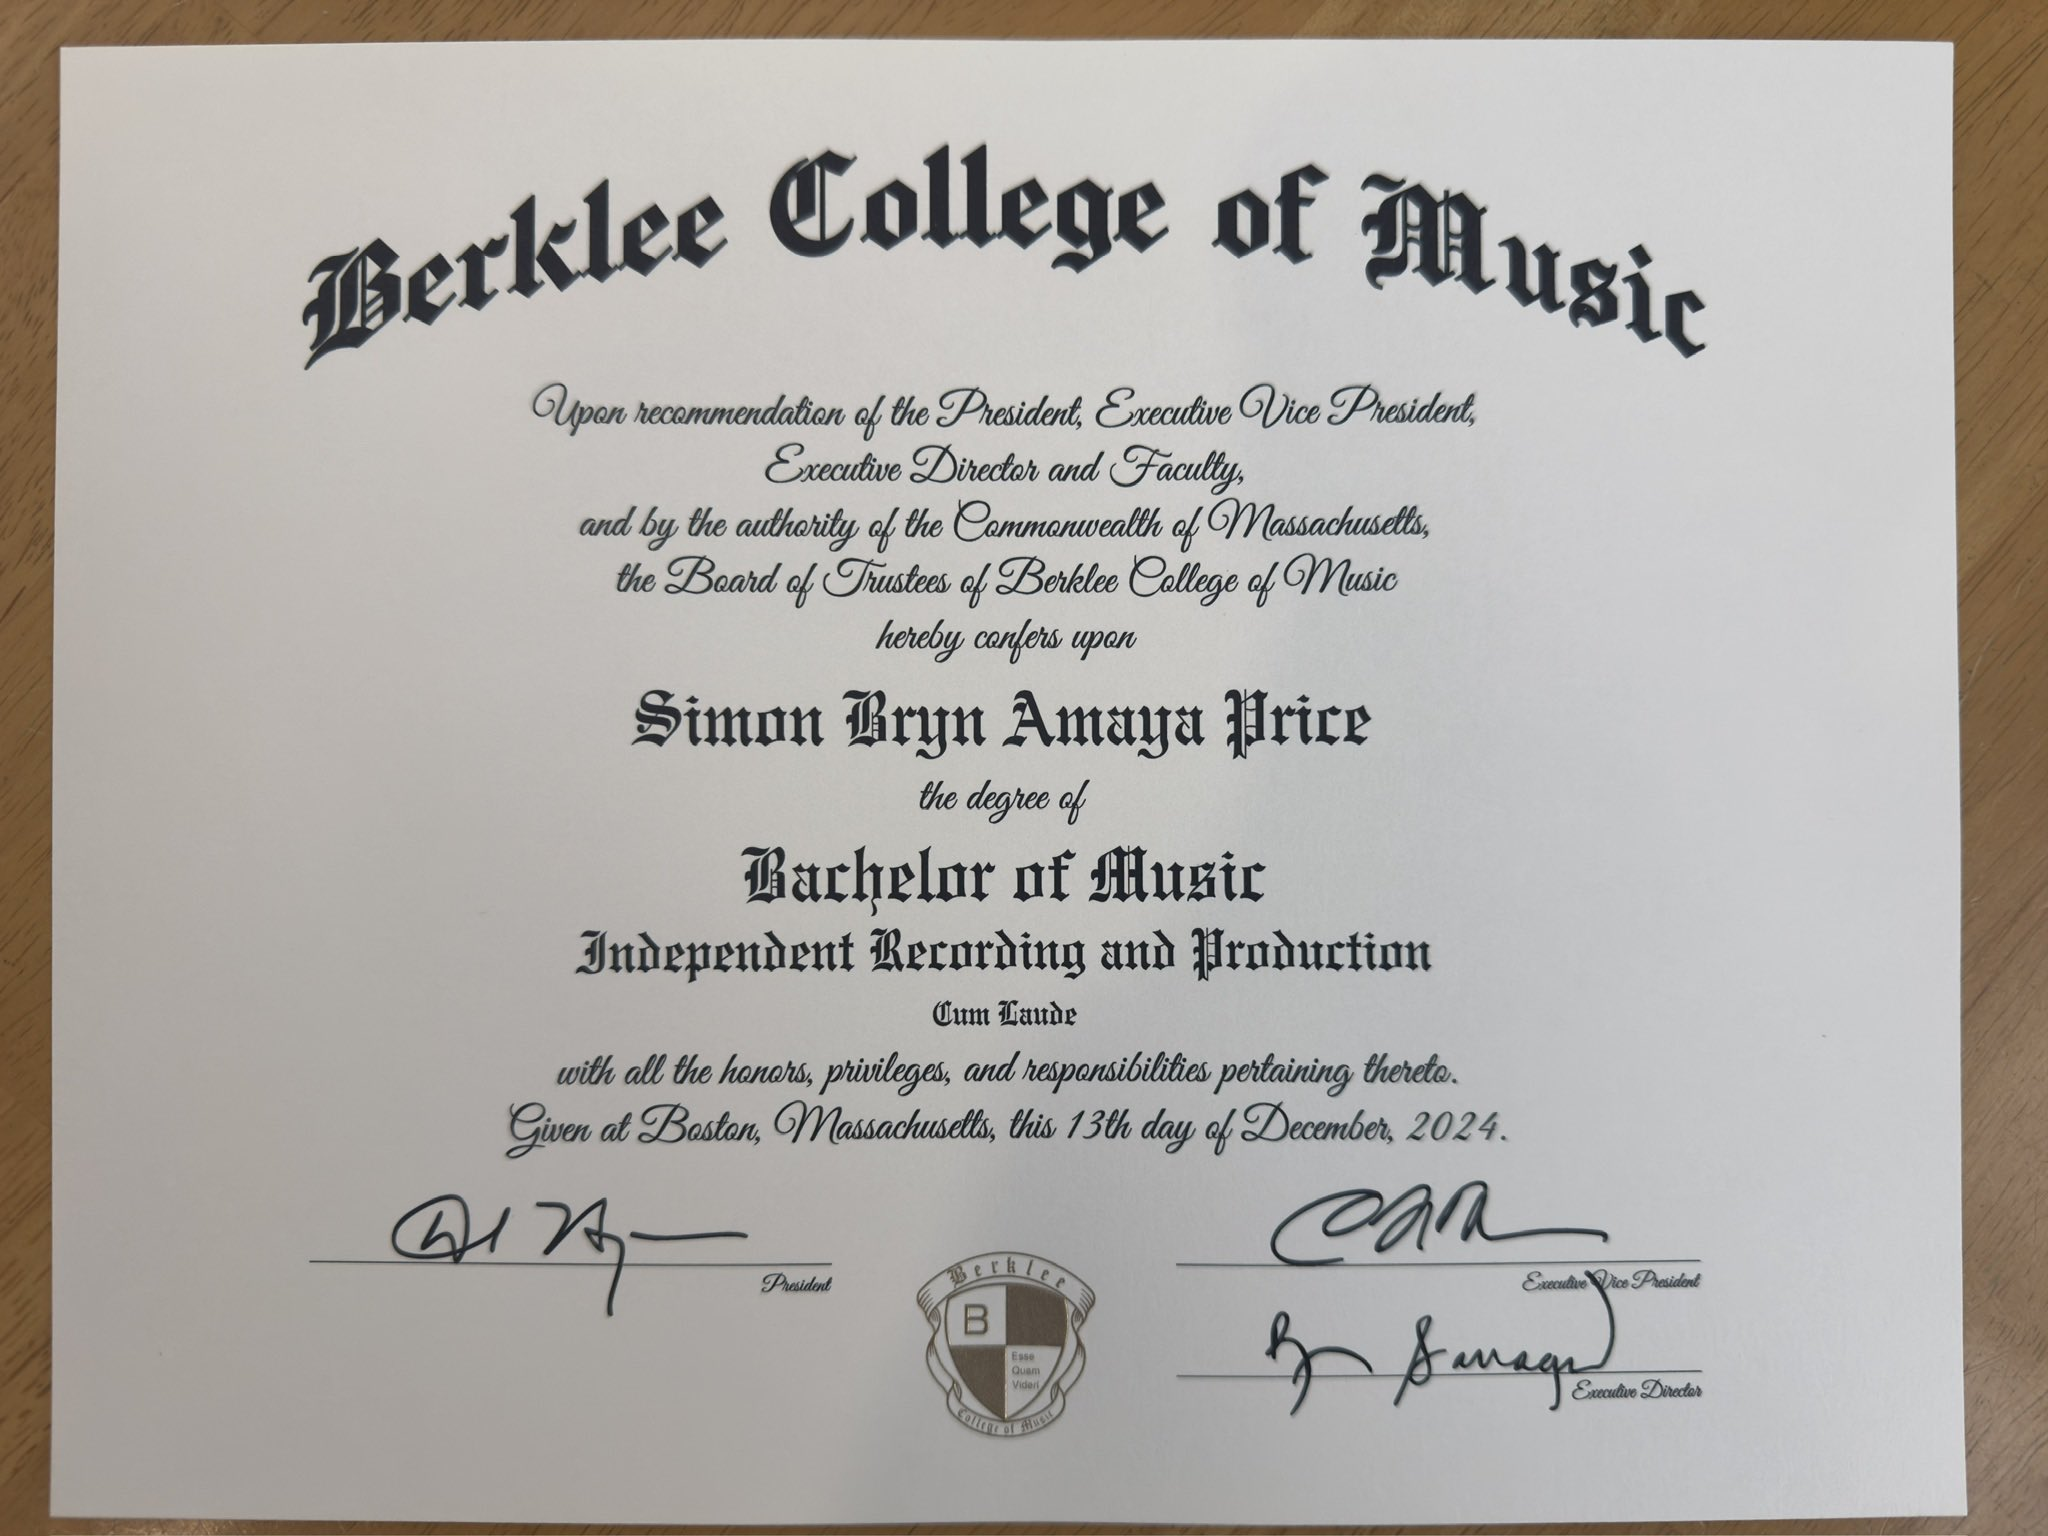 Berklee College of Music
Upon recommendation of the President, Executive Vice President,
Executive Director and Faculty,
and by the authority of the Commonwealth of Massachusetts,
the Board of Trustees of Berklee College of Music
hereby confers upon
Simon Bryn Amaya Price
the degree of
Bachelor of Music
Independent Recording and Production
Cum Laude
with all the honors, privileges, and responsibilities pertaining thereto.
Given at Boston, Massachusetts, this 13th day of December, 2024.
President
Executive Vice President
Executive Director
Berklee
B
Esse
Quam
Videri
College of Music